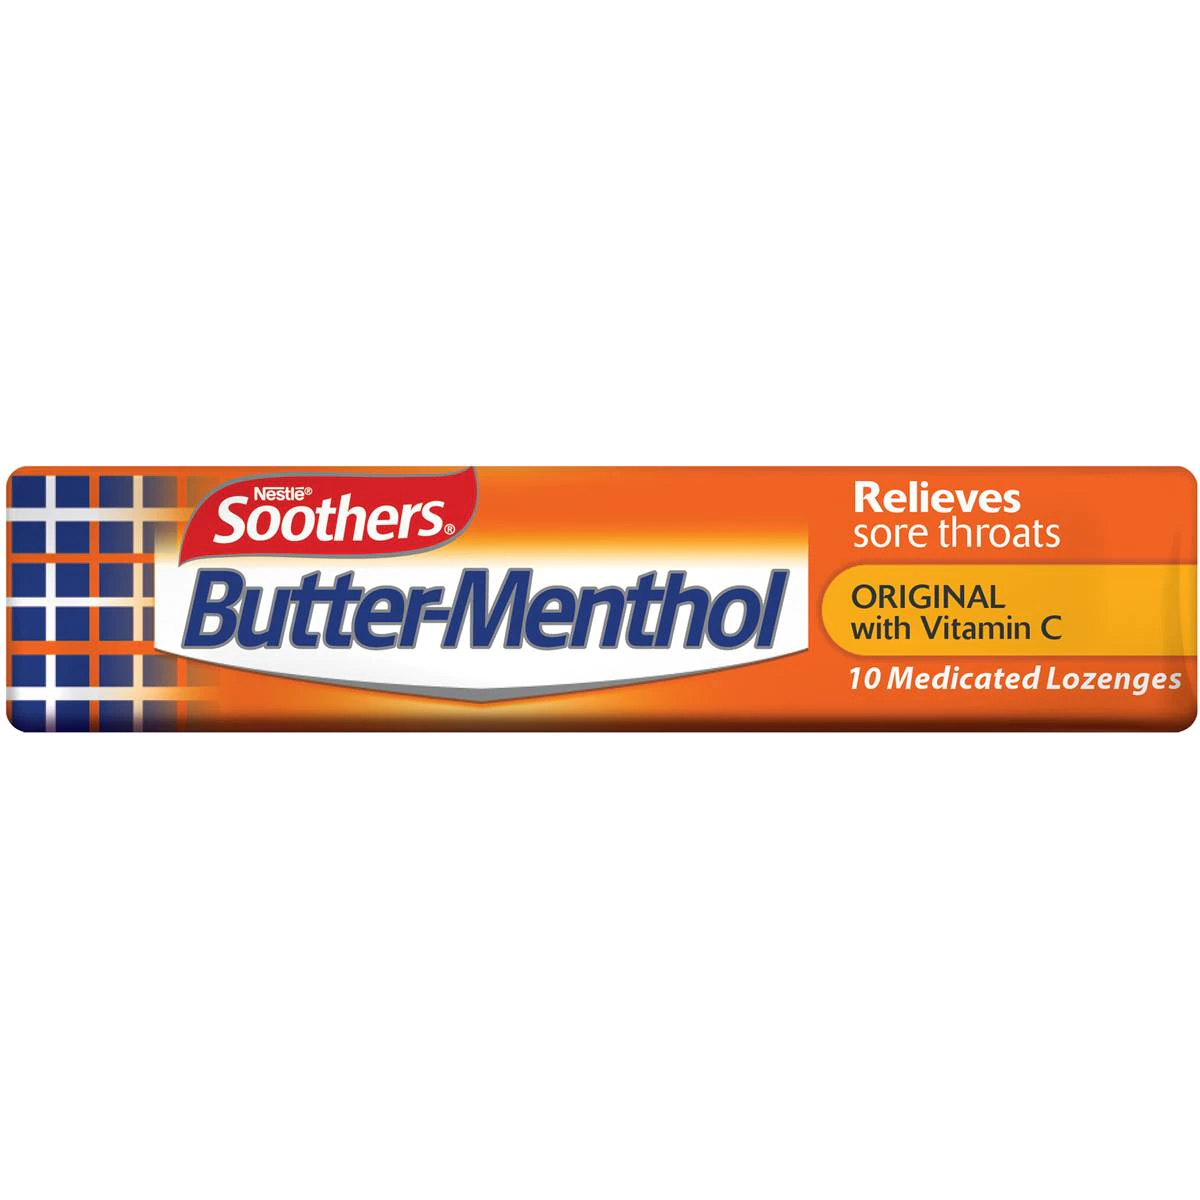 Nestlé®
Soothers®
Butter-Menthol
Relieves
sore throats
ORIGINAL
with Vitamin C
10 Medicated Lozenges